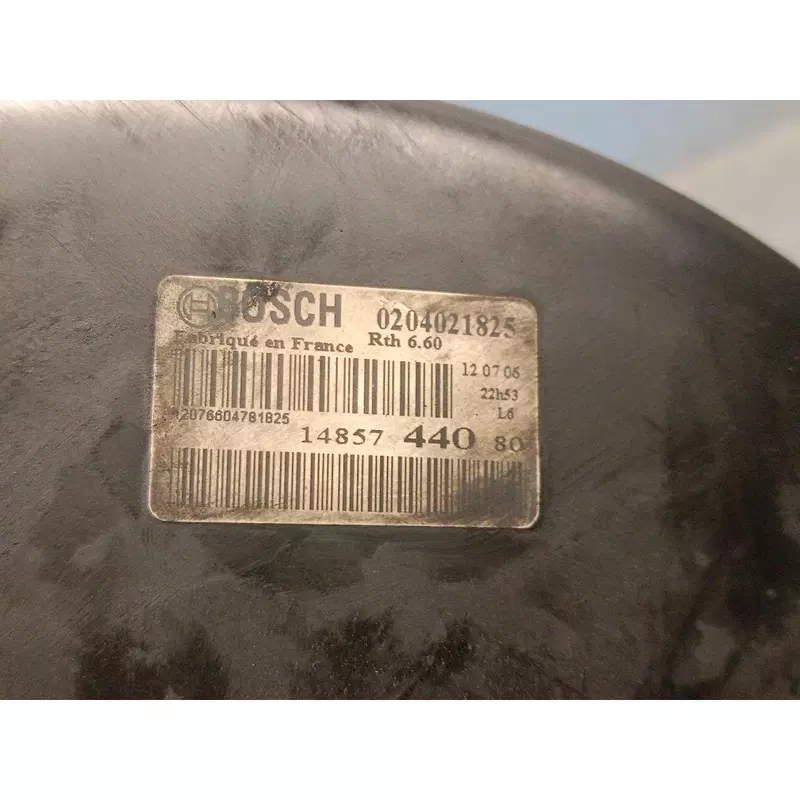 BOSCH 0204021825
Fabriqué en France Rth 6.60
12 07 06
22h53
L6
2076604781825
14857 440 80